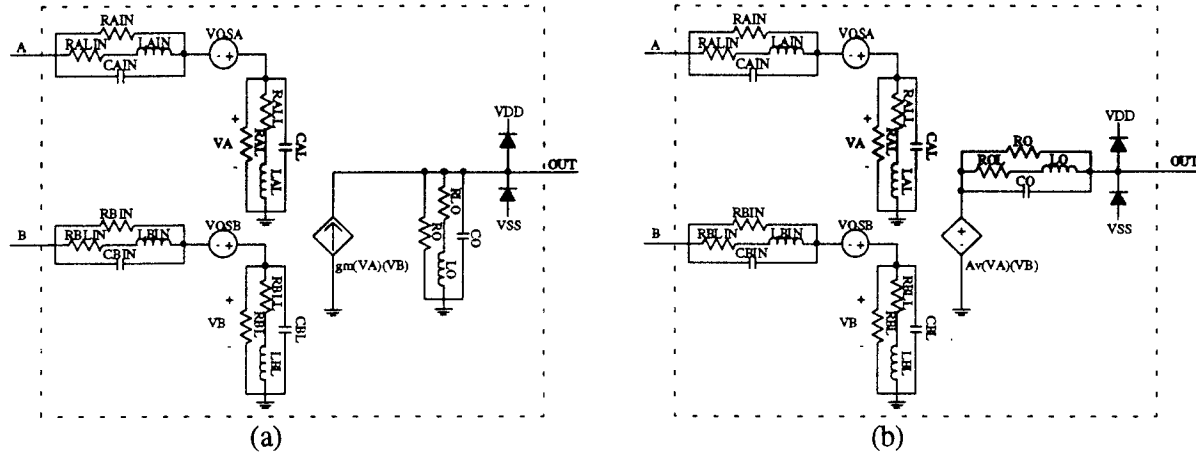 RAIN
VOSA
A
RALIN
LAIN
CAIN
RALL
+
VA
-
RAL
CAL
LAL
VDD
OUT
VSS
RBIN
VOSB
B
RBLIN
LBIN
CBIN
RBLL
+
VB
-
RBL
CBL
LBL
gm(VA)(VB)
RLO
RO
CO
LO
(a)
RAIN
VOSA
A
RALIN
LAIN
CAIN
RALL
+
VA
-
RAL
CAL
LAL
VDD
RO
ROL
LO
CO
OUT
VSS
RBIN
VOSB
B
RBLIN
LBIN
CBIN
RBLL
+
VB
-
RBL
CBL
LBL
Av(VA)(VB)
(b)